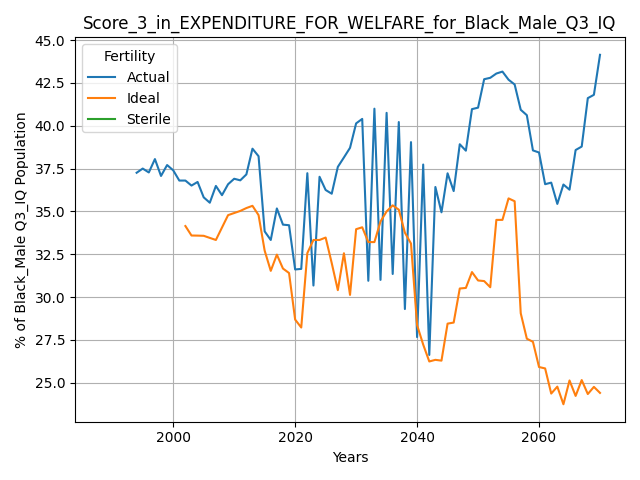 Score_3_in_EXPENDITURE_FOR_WELFARE_for_Black_Male_Q3_IQ
% of Black_Male Q3_IQ Population
45.0
42.5
40.0
37.5
35.0
32.5
30.0
27.5
25.0
Fertility
Actual
Ideal
Sterile
2000
2020
2040
2060
Years